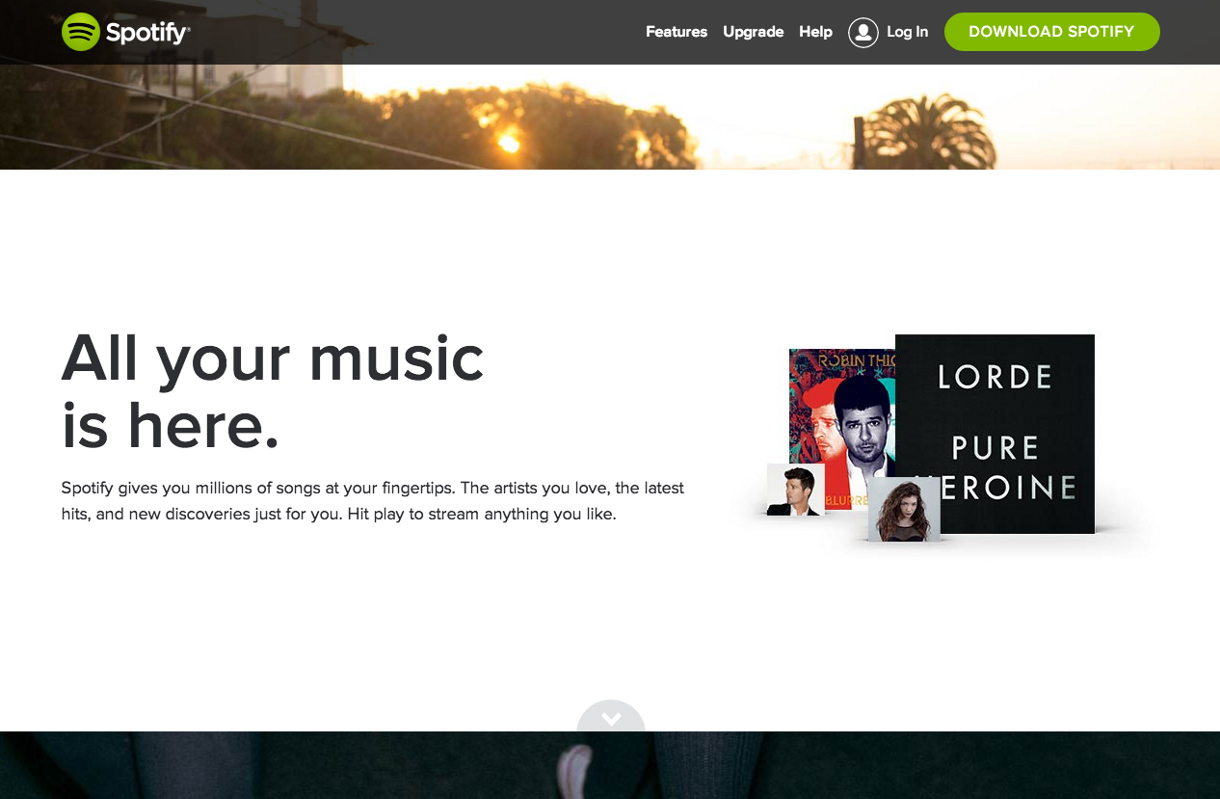 Spotify®
Features Upgrade Help Log In DOWNLOAD SPOTIFY
All your music
is here.
Spotify gives you millions of songs at your fingertips. The artists you love, the latest
hits, and new discoveries just for you. Hit play to stream anything you like.
ROBIN THIC
BLURRE
LORDE
PURE
HEROINE